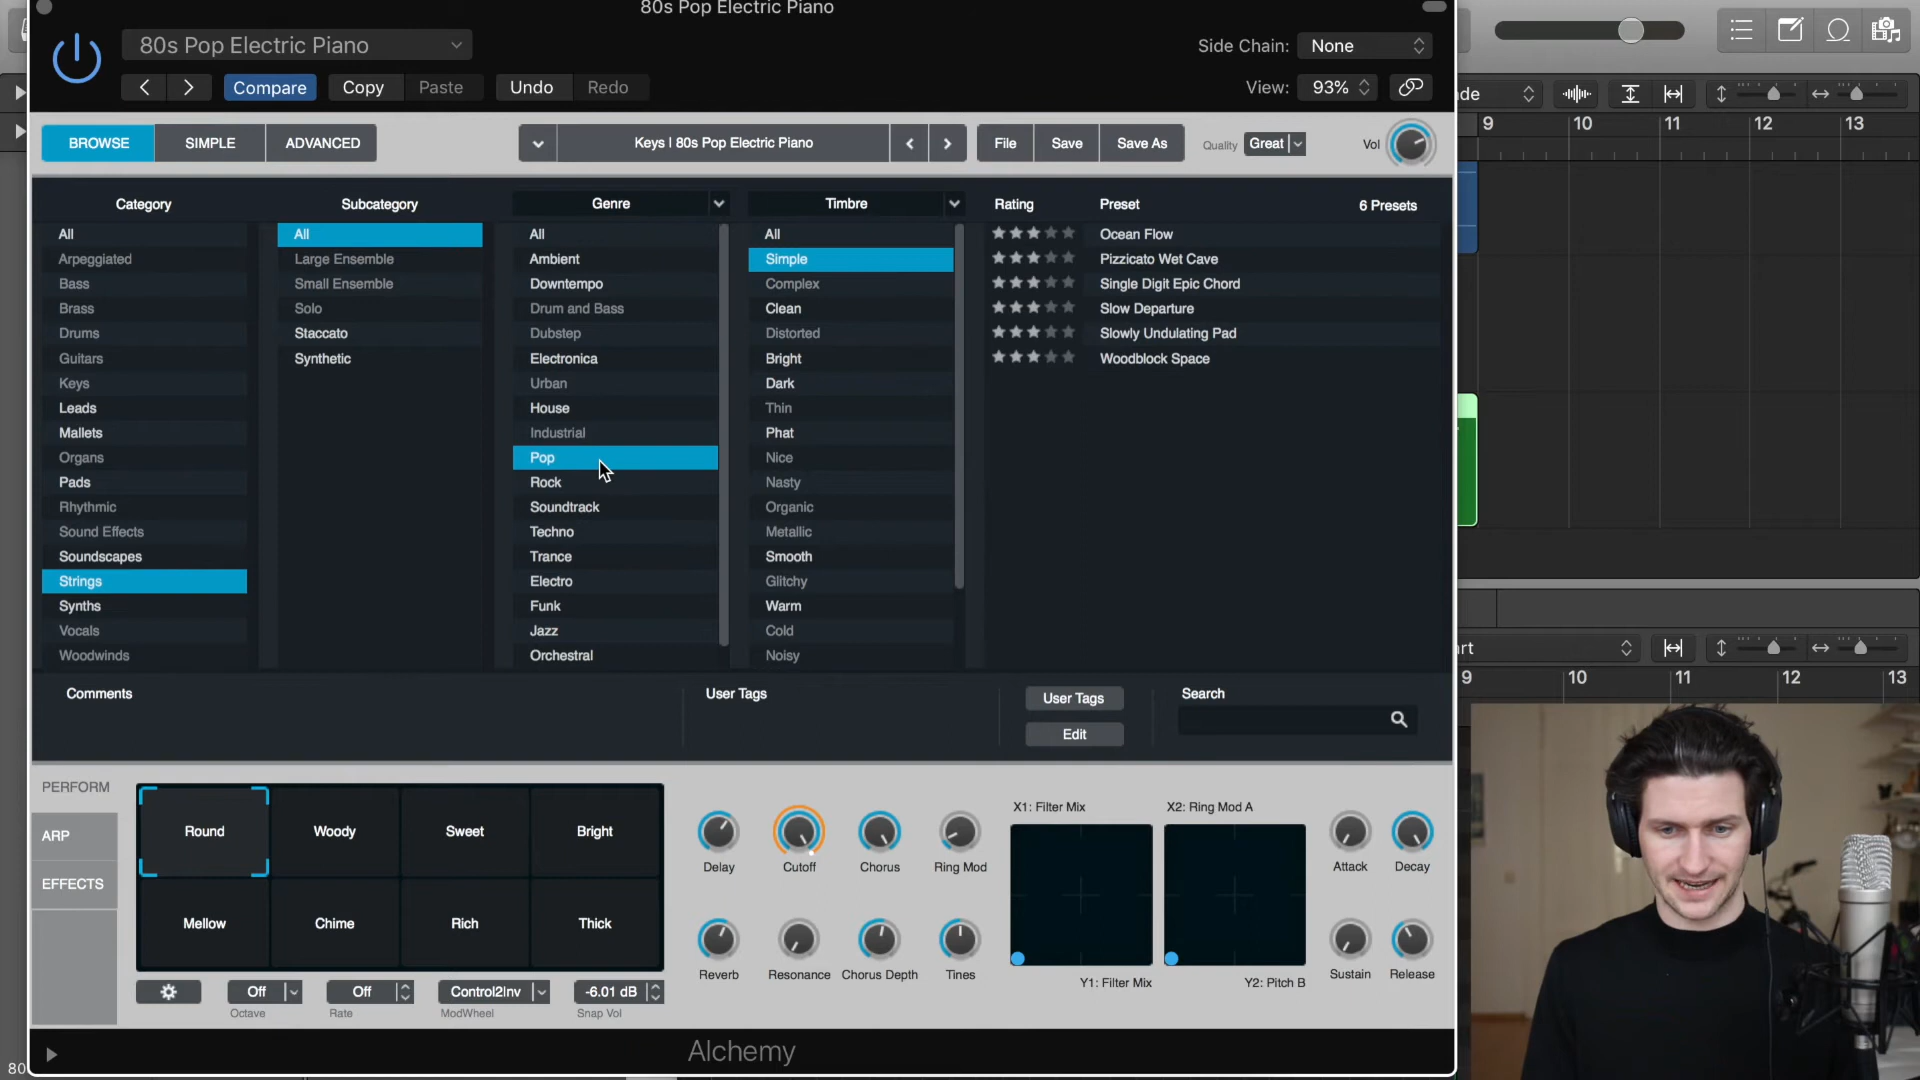 80s Pop Electric Piano
80s Pop Electric Piano
Side Chain: None
Compare Copy Paste Undo Redo
View: 93%
BROWSE SIMPLE ADVANCED
Keys | 80s Pop Electric Piano
File Save Save As
Quality Great
Vol
Category
All
Arpeggiated
Bass
Brass
Drums
Guitars
Keys
Leads
Mallets
Organs
Pads
Rhythmic
Sound Effects
Soundscapes
Strings
Synths
Vocals
Woodwinds
Subcategory
All
Large Ensemble
Small Ensemble
Solo
Staccato
Synthetic
Genre
All
Ambient
Downtempo
Drum and Bass
Dubstep
Electronica
Urban
House
Industrial
Pop
Rock
Soundtrack
Techno
Trance
Electro
Funk
Jazz
Orchestral
Timbre
All
Simple
Complex
Clean
Distorted
Bright
Dark
Thin
Phat
Nice
Nasty
Organic
Metallic
Smooth
Glitchy
Warm
Cold
Noisy
Rating Preset 6 Presets
Ocean Flow
Pizzicato Wet Cave
Single Digit Epic Chord
Slow Departure
Slowly Undulating Pad
Woodblock Space
Comments
User Tags
User Tags
Edit
Search
PERFORM
ARP
EFFECTS
Round Woody Sweet Bright
Mellow Chime Rich Thick
Off Off Control2Inv -6.01 dB
Octave Rate ModWheel Snap Vol
Delay Cutoff Chorus Ring Mod
Reverb Resonance Chorus Depth Tines
X1: Filter Mix X2: Ring Mod A
Y1: Filter Mix Y2: Pitch B
Attack Decay
Sustain Release
Alchemy
de
9 10 11 12 13
rt
9 10 11 12 13
80